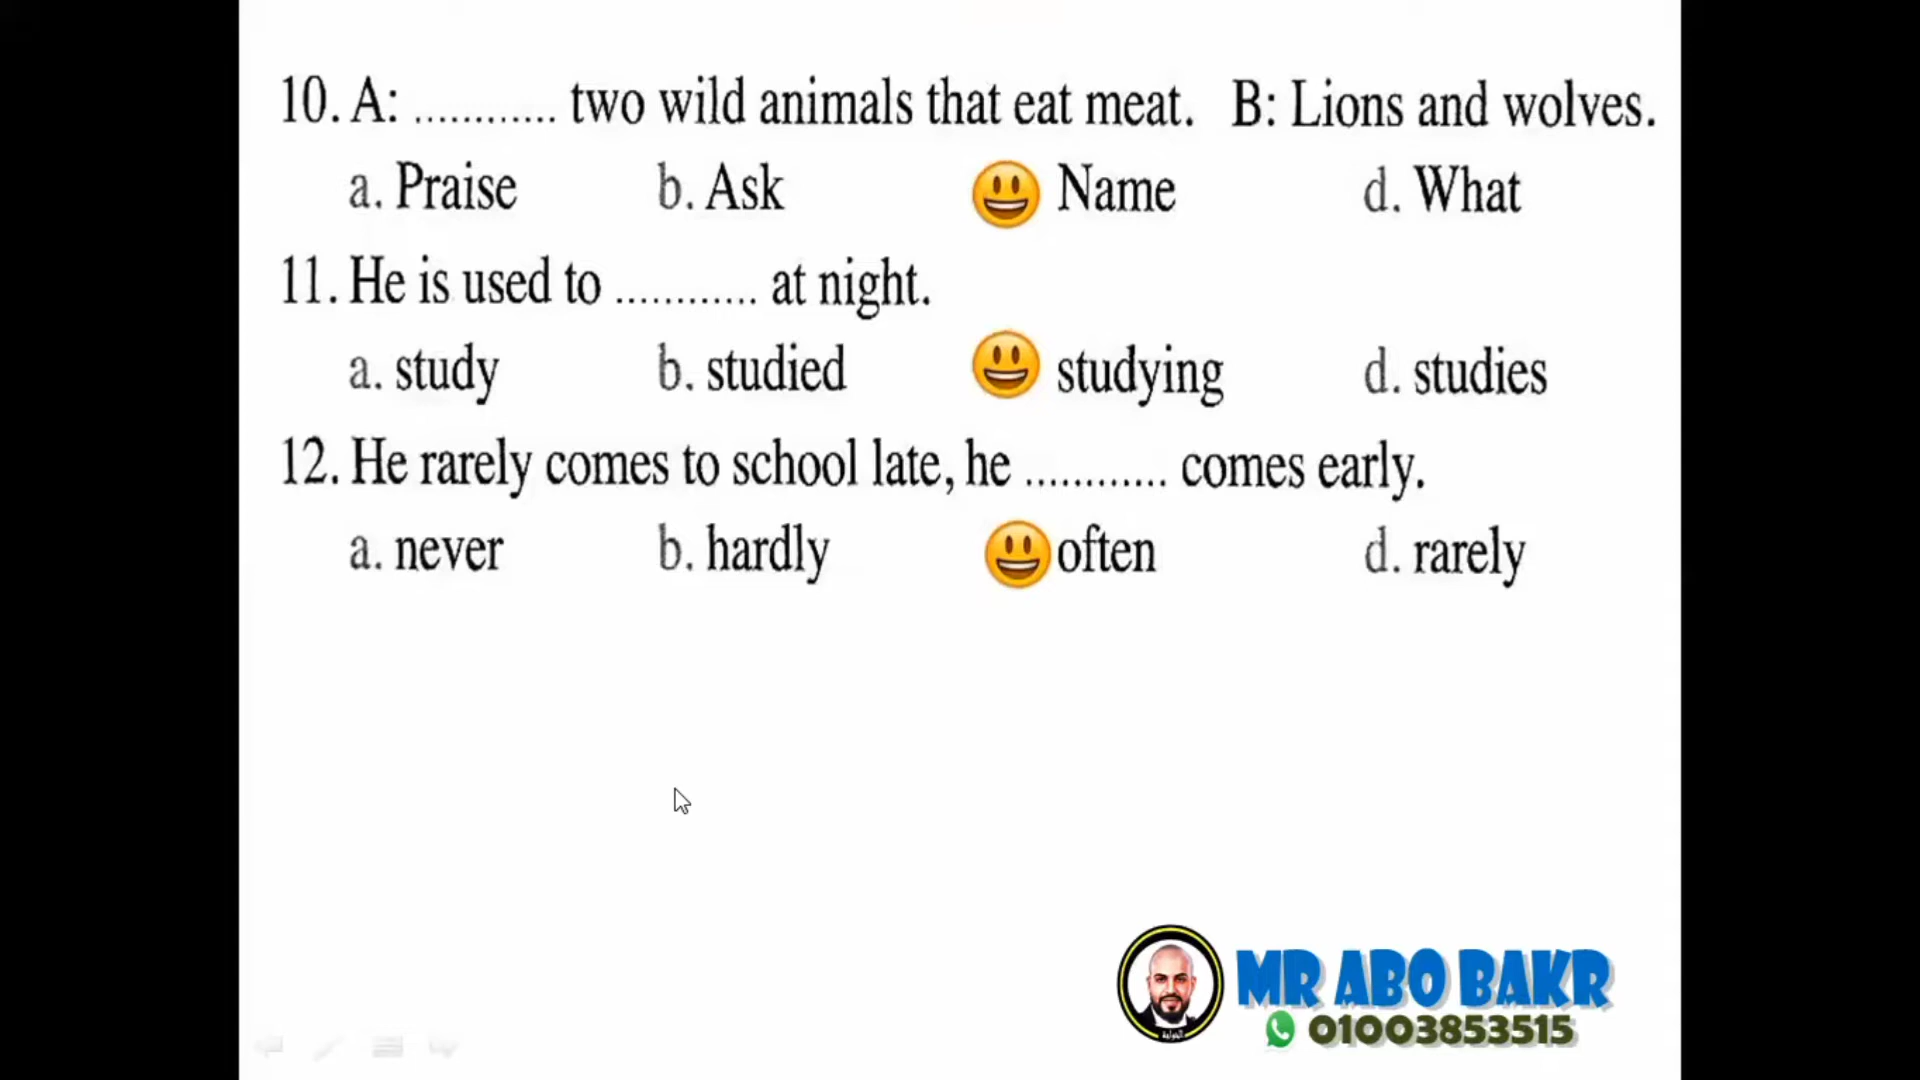 10. A: ............ two wild animals that eat meat. B: Lions and wolves.
a. Praise b. Ask 😃 Name d. What
11. He is used to ............ at night.
a. study b. studied 😃 studying d. studies
12. He rarely comes to school late, he ............ comes early.
a. never b. hardly 😃 often d. rarely
MR ABO BAKR
01003853515